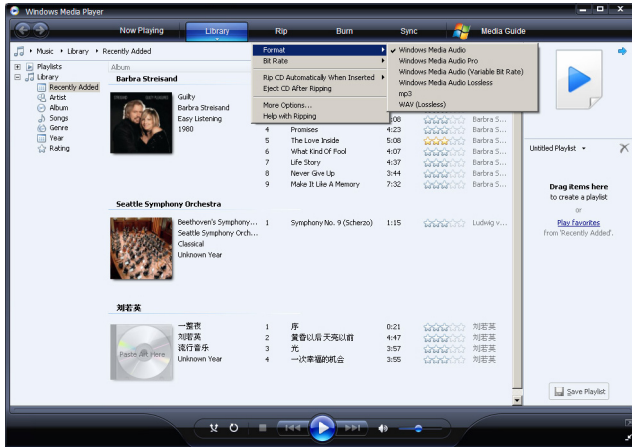 Windows Media Player
Now Playing Library Rip Burn Sync Media Guide
Music Library Recently Added
Playlists
Library
Recently Added
Artist
Album
Songs
Genre
Year
Rating
Format
Bit Rate
Rip CD Automatically When Inserted
Eject CD After Ripping
More Options...
Help with Ripping
Windows Media Audio
Windows Media Audio Pro
Windows Media Audio (Variable Bit Rate)
Windows Media Audio Lossless
mp3
WAV (Lossless)
Album
Barbra Streisand
Guilty
Barbra Streisand
Easy Listening
1980
:08 Barbra S...
4 Promises 4:23 Barbra S...
5 The Love Inside 5:08 Barbra S...
6 What Kind Of Fool 4:07 Barbra S...
7 Life Story 4:37 Barbra S...
8 Never Give Up 3:44 Barbra S...
9 Make It Like A Memory 7:32 Barbra S...
Seattle Symphony Orchestra
Beethoven's Symphony...
Seattle Symphony Orch...
Classical
Unknown Year
1 Symphony No. 9 (Scherzo) 1:15 Ludwig v...
刘若英
Paste Art Here
一整夜
刘若英
流行音乐
Unknown Year
1 序 0:21 刘若英
2 黄昏以后 天亮以前 4:47 刘若英
3 光 3:57 刘若英
4 一次幸福的机会 3:55 刘若英
Untitled Playlist
Drag items here
to create a playlist
or
Play favorites
from 'Recently Added'.
Save Playlist